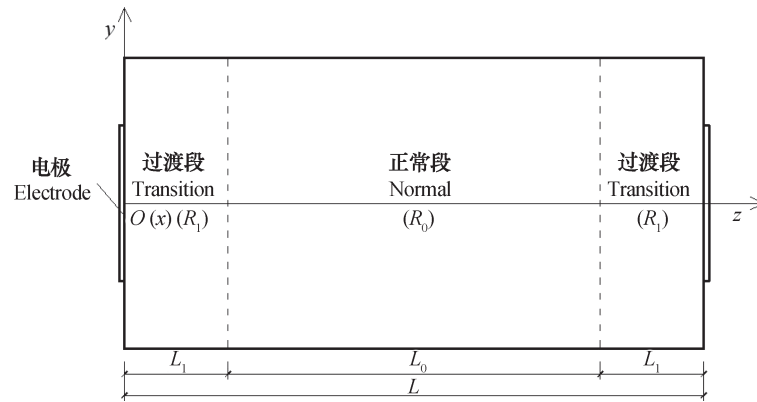 y
过渡段
正常段
过渡段
电极
Transition
Normal
Transition
Electrode
O (x) (R₁)
(R₀)
(R₁)
z
L₁
L₀
L₁
L